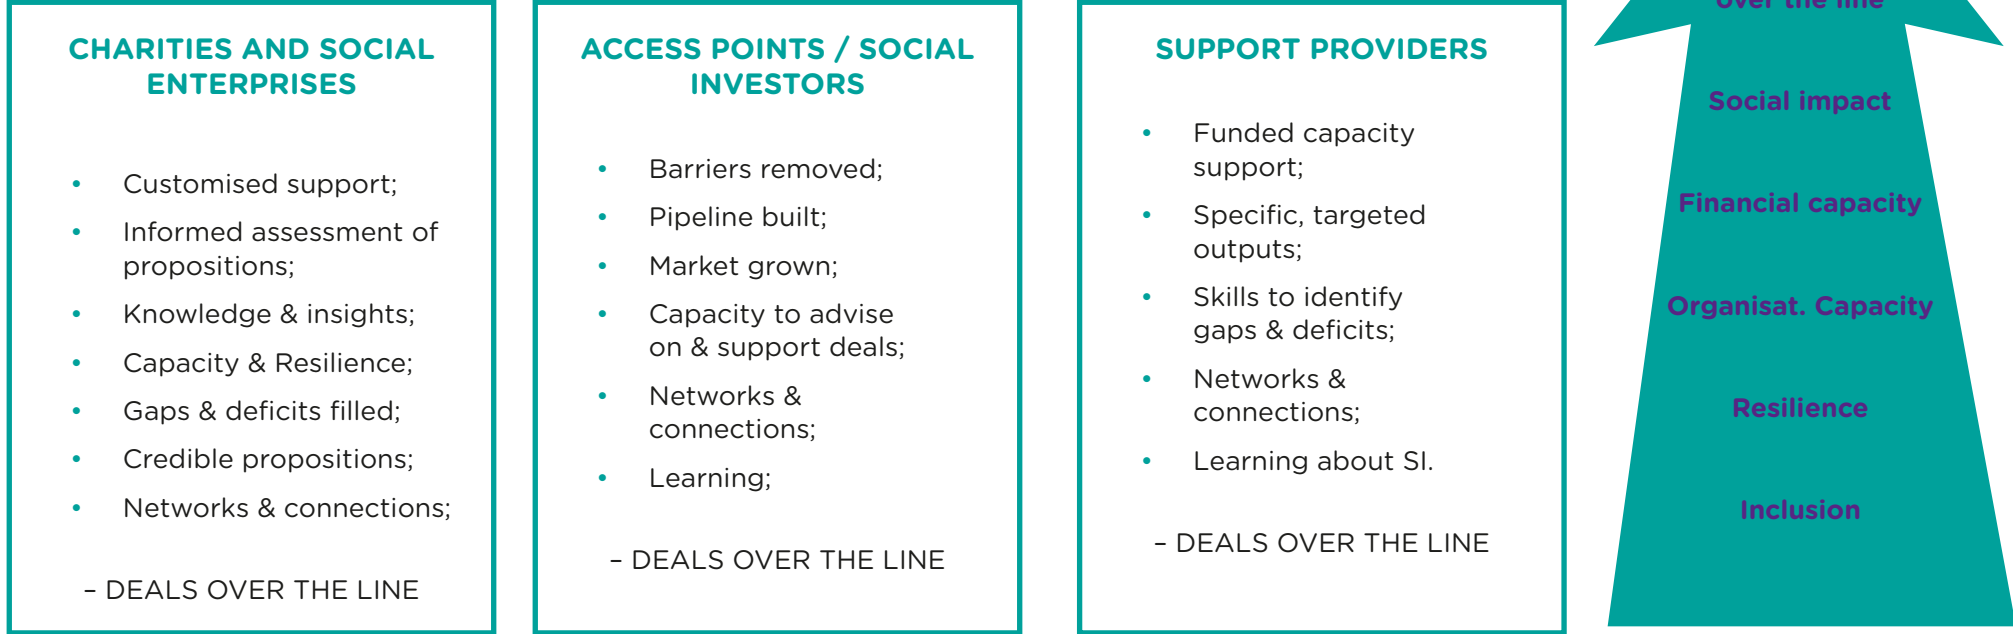 CHARITIES AND SOCIAL
ENTERPRISES
• Customised support;
• Informed assessment of
propositions;
• Knowledge & insights;
• Capacity & Resilience;
• Gaps & deficits filled;
• Credible propositions;
• Networks & connections;
– DEALS OVER THE LINE
ACCESS POINTS / SOCIAL
INVESTORS
• Barriers removed;
• Pipeline built;
• Market grown;
• Capacity to advise
on & support deals;
• Networks &
connections;
• Learning;
– DEALS OVER THE LINE
SUPPORT PROVIDERS
• Funded capacity
support;
• Specific, targeted
outputs;
• Skills to identify
gaps & deficits;
• Networks &
connections;
• Learning about SI.
– DEALS OVER THE LINE
over the line
Social impact
Financial capacity
Organisat. Capacity
Resilience
Inclusion